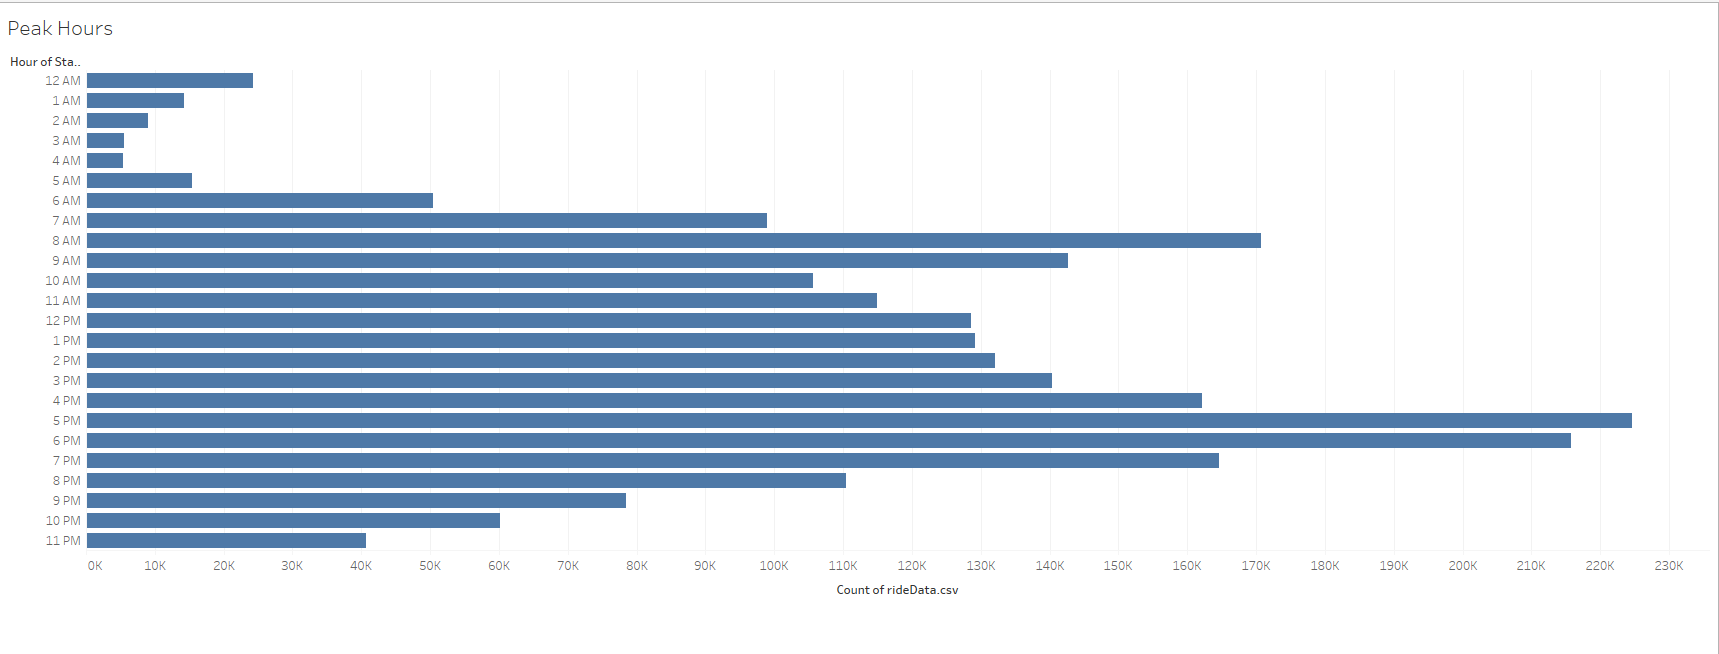 Peak Hours
Hour of Sta..
12 AM
1 AM
2 AM
3 AM
4 AM
5 AM
6 AM
7 AM
8 AM
9 AM
10 AM
11 AM
12 PM
1 PM
2 PM
3 PM
4 PM
5 PM
6 PM
7 PM
8 PM
9 PM
10 PM
11 PM
0K 10K 20K 30K 40K 50K 60K 70K 80K 90K 100K 110K 120K 130K 140K 150K 160K 170K 180K 190K 200K 210K 220K 230K
Count of rideData.csv